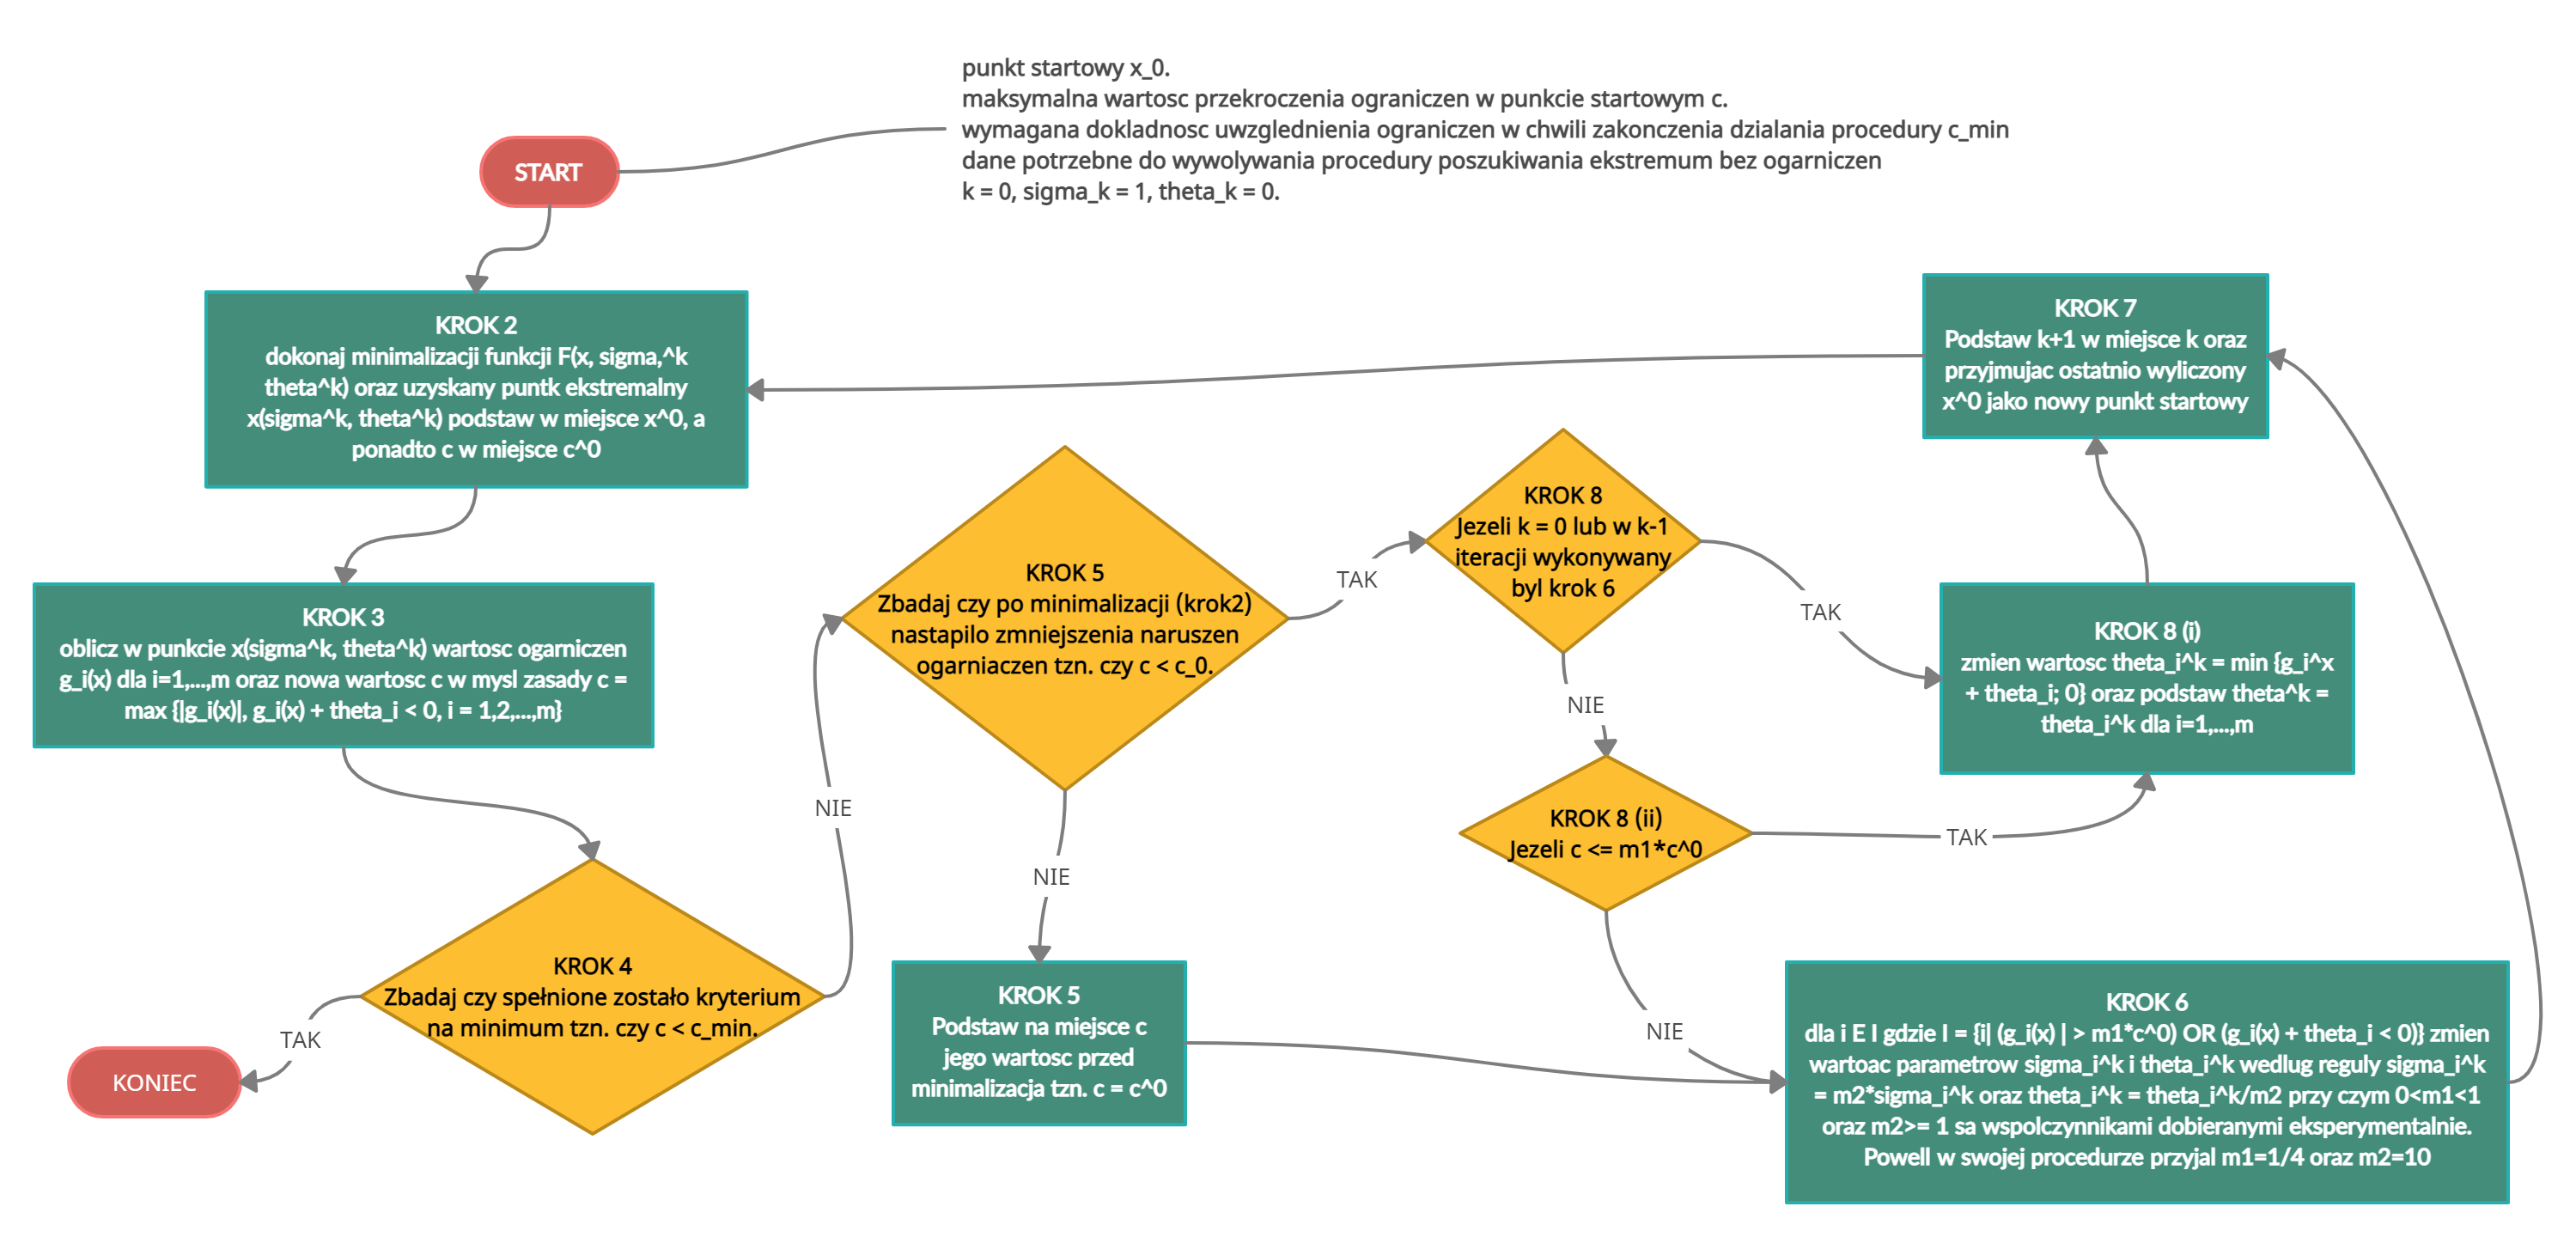 punkt startowy x_0.
maksymalna wartosc przekroczenia ograniczen w punkcie startowym c.
wymagana dokladnosc uwzglednienia ograniczen w chwili zakonczenia dzialania procedury c_min
dane potrzebne do wywolywania procedury poszukiwania ekstremum bez ogarniczen
k = 0, sigma_k = 1, theta_k = 0.
START
KROK 2
dokonaj minimalizacji funkcji F(x, sigma,^k
theta^k) oraz uzyskany puntk ekstremalny
x(sigma^k, theta^k) podstaw w miejsce x^0, a
ponadto c w miejsce c^0
KROK 3
oblicz w punkcie x(sigma^k, theta^k) wartosc ogarniczen
g_i(x) dla i=1,...,m oraz nowa wartosc c w mysl zasady c =
max {|g_i(x)|, g_i(x) + theta_i < 0, i = 1,2,...,m}
KROK 4
Zbadaj czy spełnione zostało kryterium
na minimum tzn. czy c < c_min.
TAK
KONIEC
NIE
KROK 5
Zbadaj czy po minimalizacji (krok2)
nastapilo zmniejszenia naruszen
ogarniaczen tzn. czy c < c_0.
NIE
KROK 5
Podstaw na miejsce c
jego wartosc przed
minimalizacja tzn. c = c^0
TAK
KROK 8
Jezeli k = 0 lub w k-1
iteracji wykonywany
byl krok 6
TAK
NIE
KROK 8 (ii)
Jezeli c <= m1*c^0
TAK
NIE
KROK 8 (i)
zmien wartosc theta_i^k = min {g_i^x
+ theta_i; 0} oraz podstaw theta^k =
theta_i^k dla i=1,...,m
KROK 7
Podstaw k+1 w miejsce k oraz
przyjmujac ostatnio wyliczony
x^0 jako nowy punkt startowy
KROK 6
dla i E I gdzie I = {i| (g_i(x) | > m1*c^0) OR (g_i(x) + theta_i < 0)} zmien
wartoac parametrow sigma_i^k i theta_i^k wedlug reguly sigma_i^k
= m2*sigma_i^k oraz theta_i^k = theta_i^k/m2 przy czym 0<m1<1
oraz m2>= 1 sa wspolczynnikami dobieranymi eksperymentalnie.
Powell w swojej procedurze przyjal m1=1/4 oraz m2=10